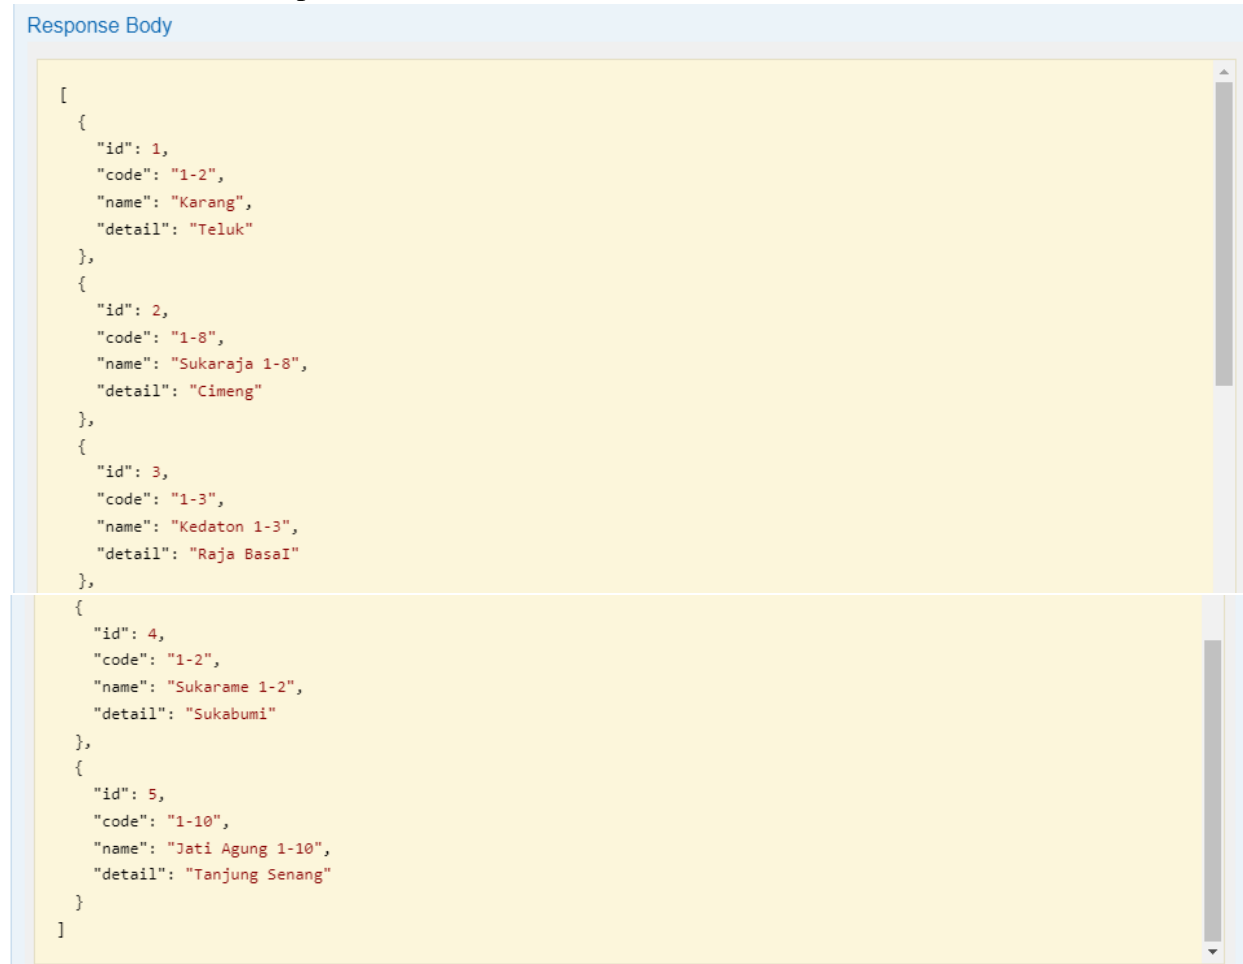 Response Body
[
{
"id": 1,
"code": "1-2",
"name": "Karang",
"detail": "Teluk"
},
{
"id": 2,
"code": "1-8",
"name": "Sukaraja 1-8",
"detail": "Cimeng"
},
{
"id": 3,
"code": "1-3",
"name": "Kedaton 1-3",
"detail": "Raja BasaI"
},
{
"id": 4,
"code": "1-2",
"name": "Sukarame 1-2",
"detail": "Sukabumi"
},
{
"id": 5,
"code": "1-10",
"name": "Jati Agung 1-10",
"detail": "Tanjung Senang"
}
]